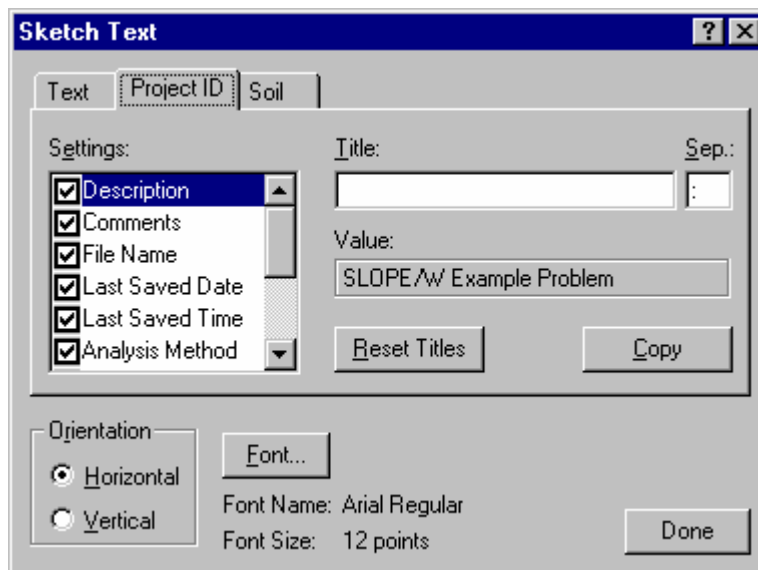 Sketch Text
Text Project ID Soil
Settings:
Description
Comments
File Name
Last Saved Date
Last Saved Time
Analysis Method
Title:
Sep.:
:
Value:
SLOPE/W Example Problem
Reset Titles
Copy
Orientation
Horizontal
Vertical
Font...
Font Name: Arial Regular
Font Size: 12 points
Done